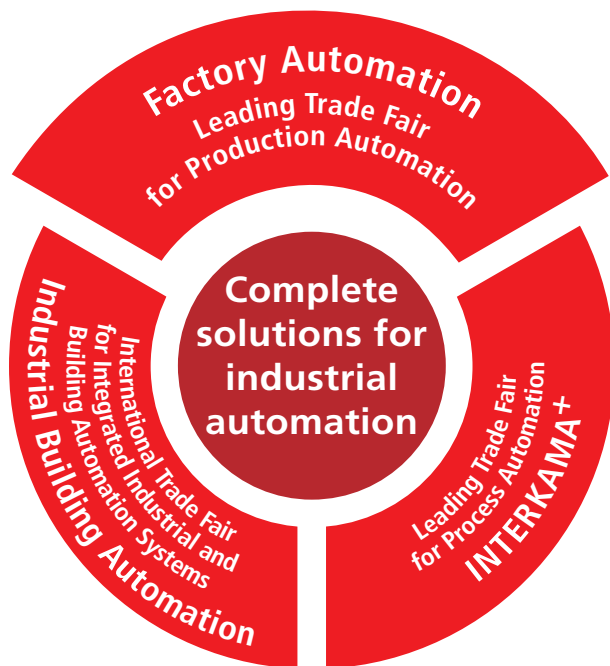 Factory Automation
Leading Trade Fair
for Production Automation
Complete
solutions for
industrial
automation
Industrial Building Automation
International Trade Fair
for Integrated Industrial and
Building Automation Systems
Leading Trade Fair
for Process Automation
INTERKAMA+